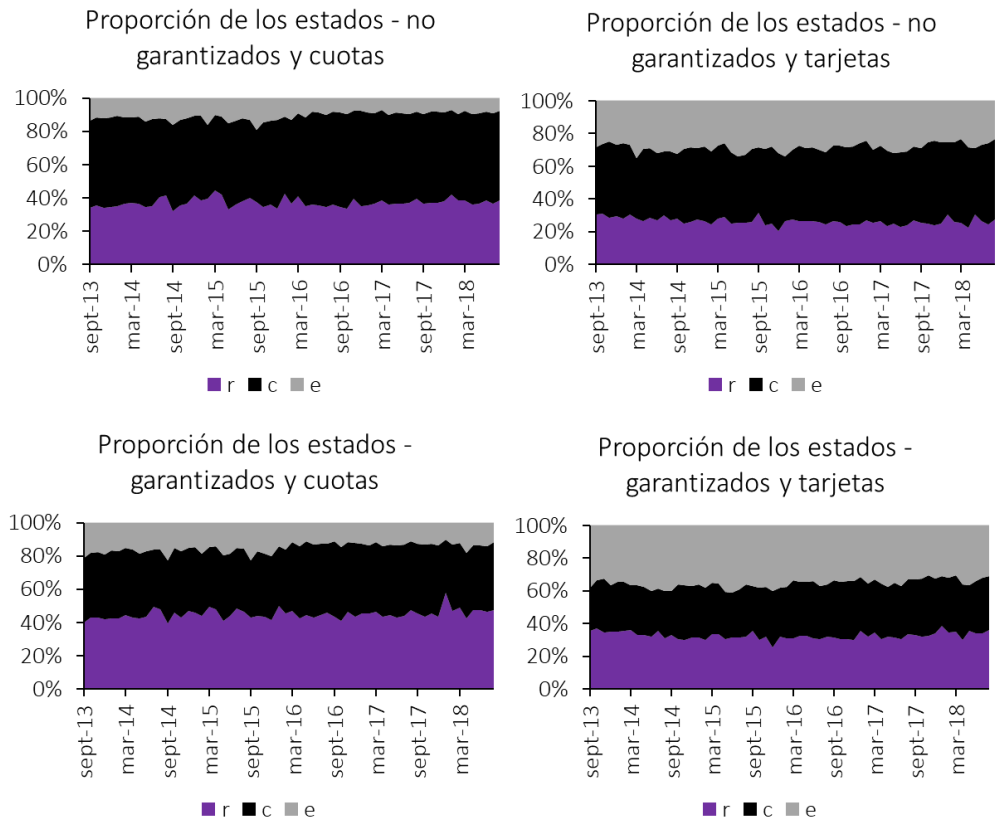 Proporción de los estados - no
garantizados y cuotas
100%
80%
60%
40%
20%
0%
sept-13
mar-14
sept-14
mar-15
sept-15
mar-16
sept-16
mar-17
sept-17
mar-18
r c e
Proporción de los estados - no
garantizados y tarjetas
100%
80%
60%
40%
20%
0%
sept-13
mar-14
sept-14
mar-15
sept-15
mar-16
sept-16
mar-17
sept-17
mar-18
r c e
Proporción de los estados -
garantizados y cuotas
100%
80%
60%
40%
20%
0%
sept-13
mar-14
sept-14
mar-15
sept-15
mar-16
sept-16
mar-17
sept-17
mar-18
r c e
Proporción de los estados -
garantizados y tarjetas
100%
80%
60%
40%
20%
0%
sept-13
mar-14
sept-14
mar-15
sept-15
mar-16
sept-16
mar-17
sept-17
mar-18
r c e